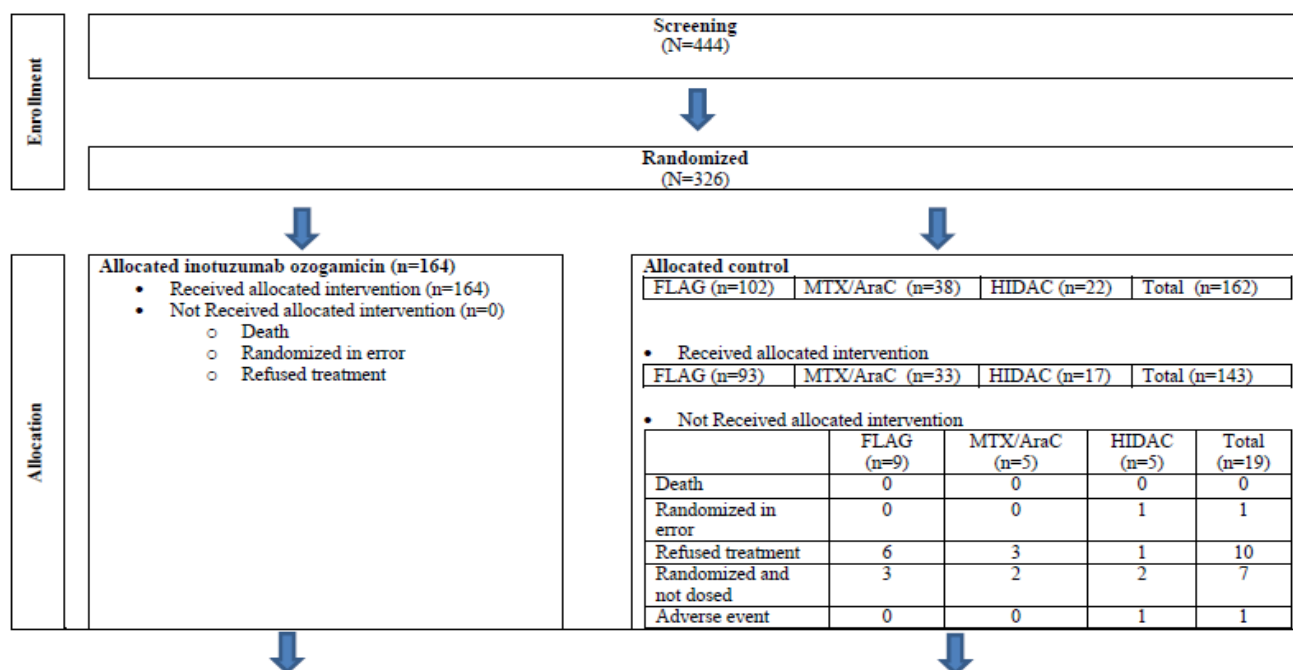 Enrollment
Screening
(N=444)
Randomized
(N=326)
Allocation
Allocated inotuzumab ozogamicin (n=164)
• Received allocated intervention (n=164)
• Not Received allocated intervention (n=0)
o Death
o Randomized in error
o Refused treatment
Allocated control
FLAG (n=102) MTX/AraC (n=38) HIDAC (n=22) Total (n=162)
• Received allocated intervention
FLAG (n=93) MTX/AraC (n=33) HIDAC (n=17) Total (n=143)
• Not Received allocated intervention
FLAG MTX/AraC HIDAC Total
(n=9) (n=5) (n=5) (n=19)
Death 0 0 0 0
Randomized in 0 0 1 1
error
Refused treatment 6 3 1 10
Randomized and 3 2 2 7
not dosed
Adverse event 0 0 1 1